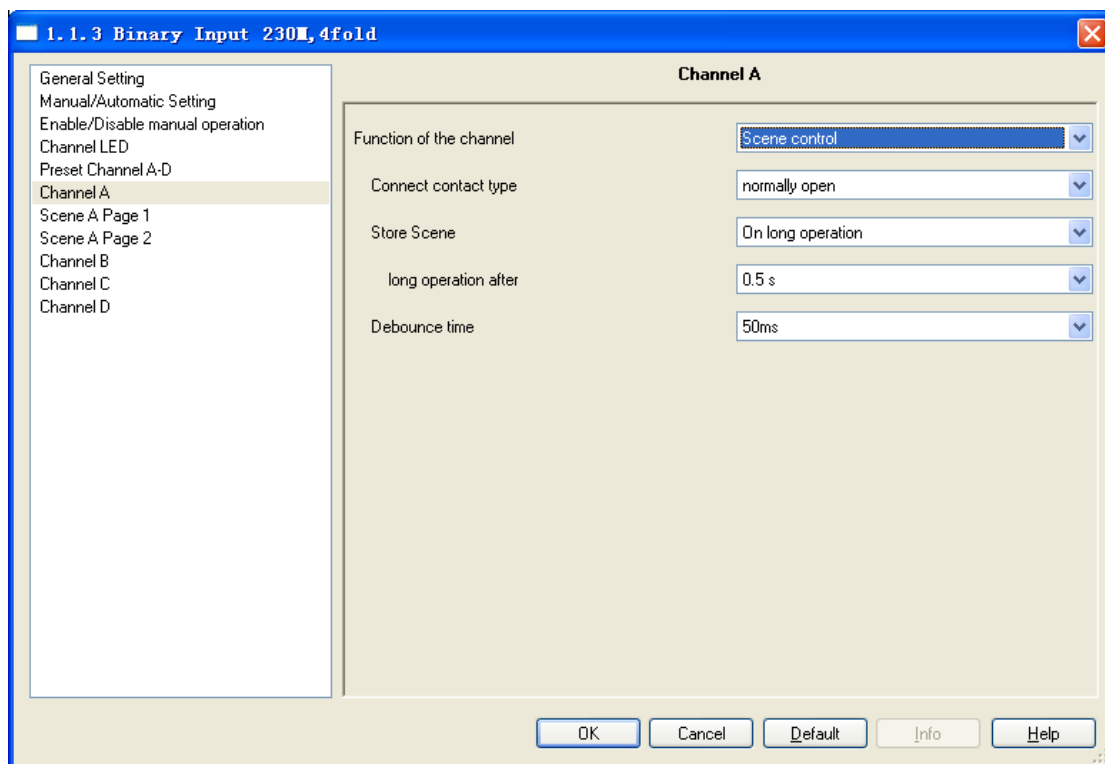 1.1.3 Binary Input 230M,4fold
General Setting
Manual/Automatic Setting
Enable/Disable manual operation
Channel LED
Preset Channel A-D
Channel A
Scene A Page 1
Scene A Page 2
Channel B
Channel C
Channel D
Channel A
Function of the channel
Scene control
Connect contact type
normally open
Store Scene
On long operation
long operation after
0.5 s
Debounce time
50ms
OK
Cancel
Default
Info
Help